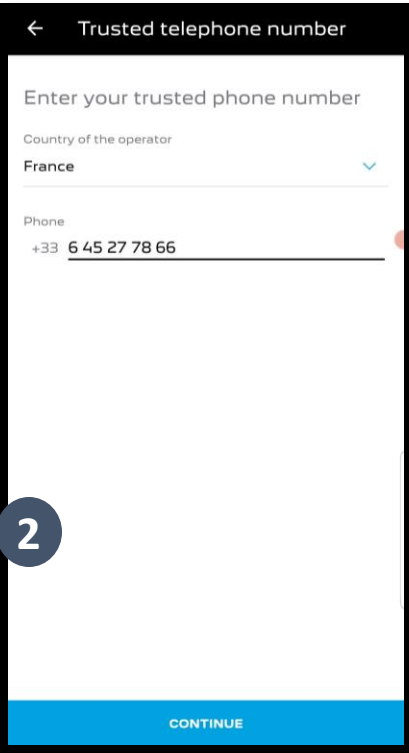 Trusted telephone number
Enter your trusted phone number
Country of the operator
France
Phone
+33 6 45 27 78 66
2
CONTINUE